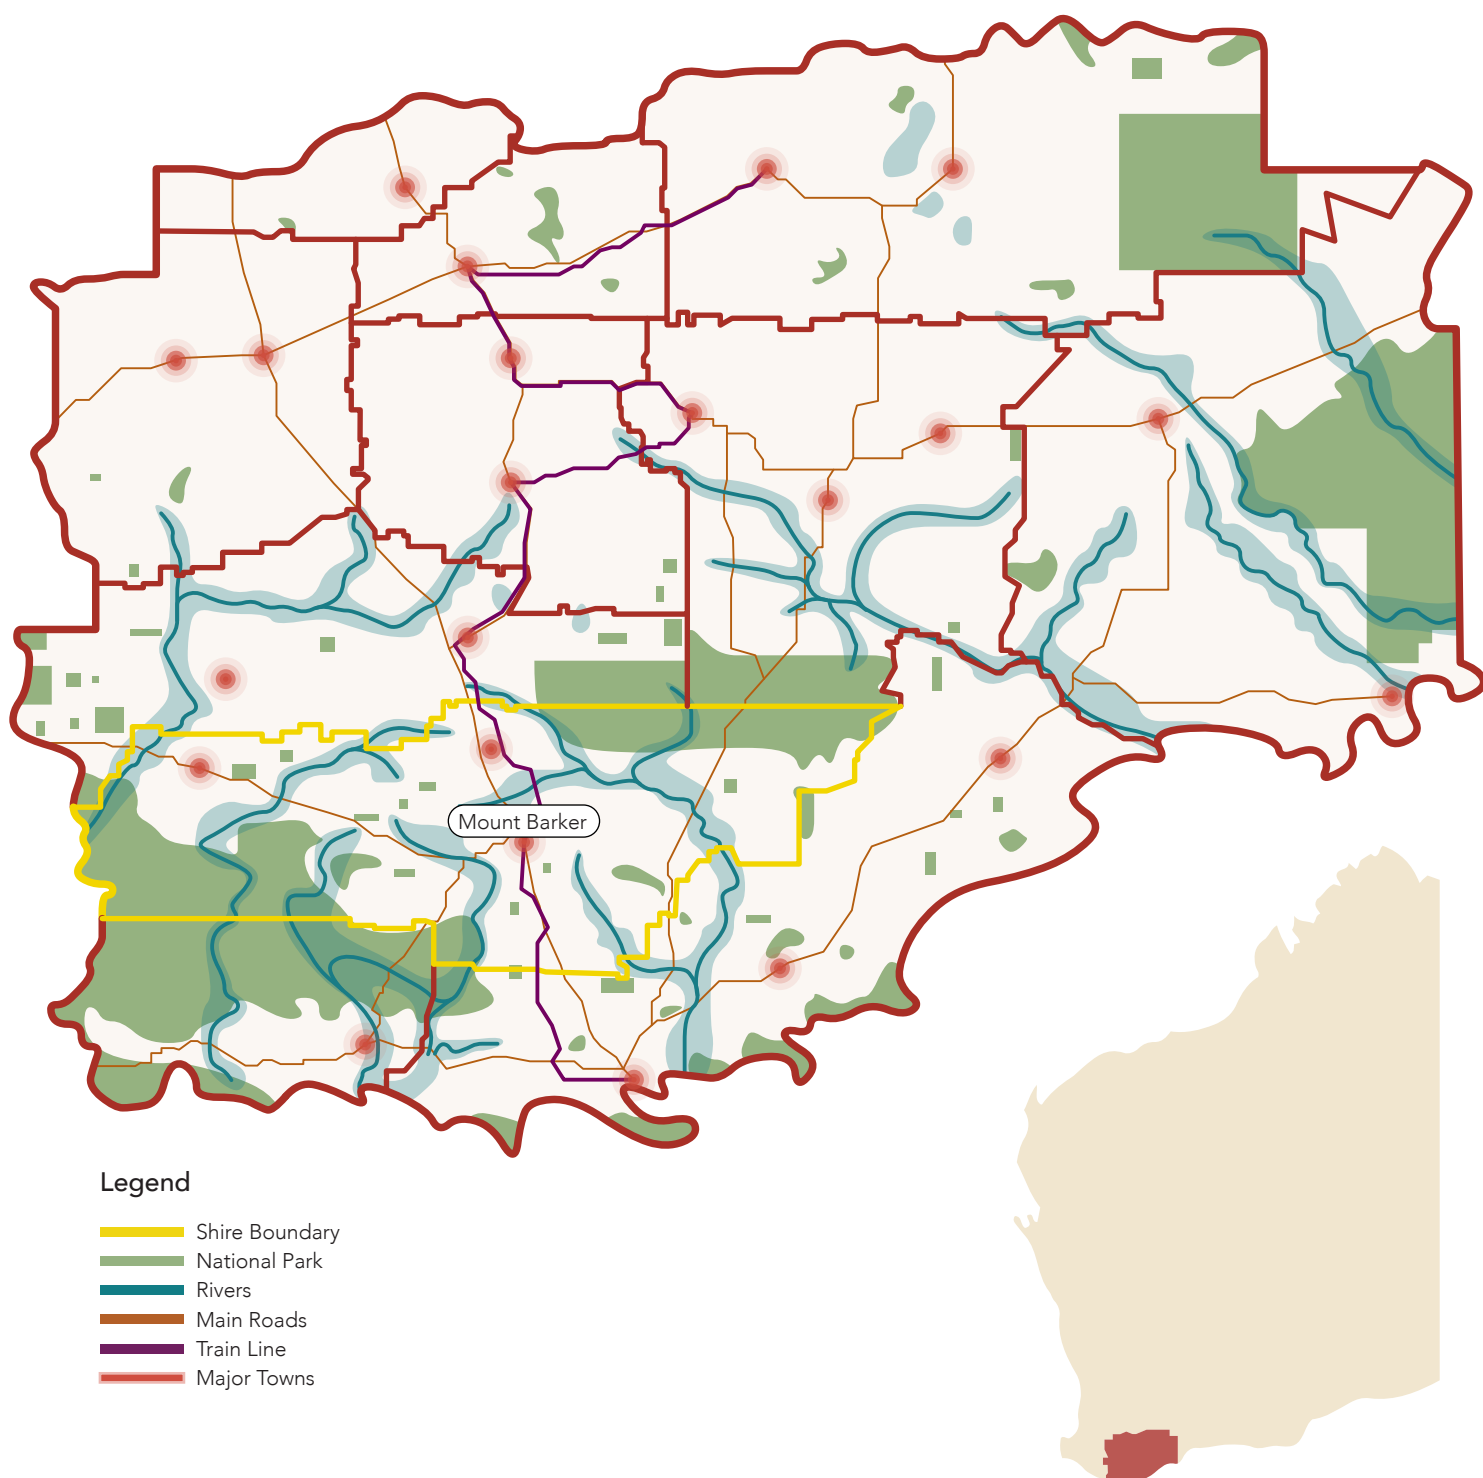 Mount Barker
Legend
Shire Boundary
National Park
Rivers
Main Roads
Train Line
Major Towns